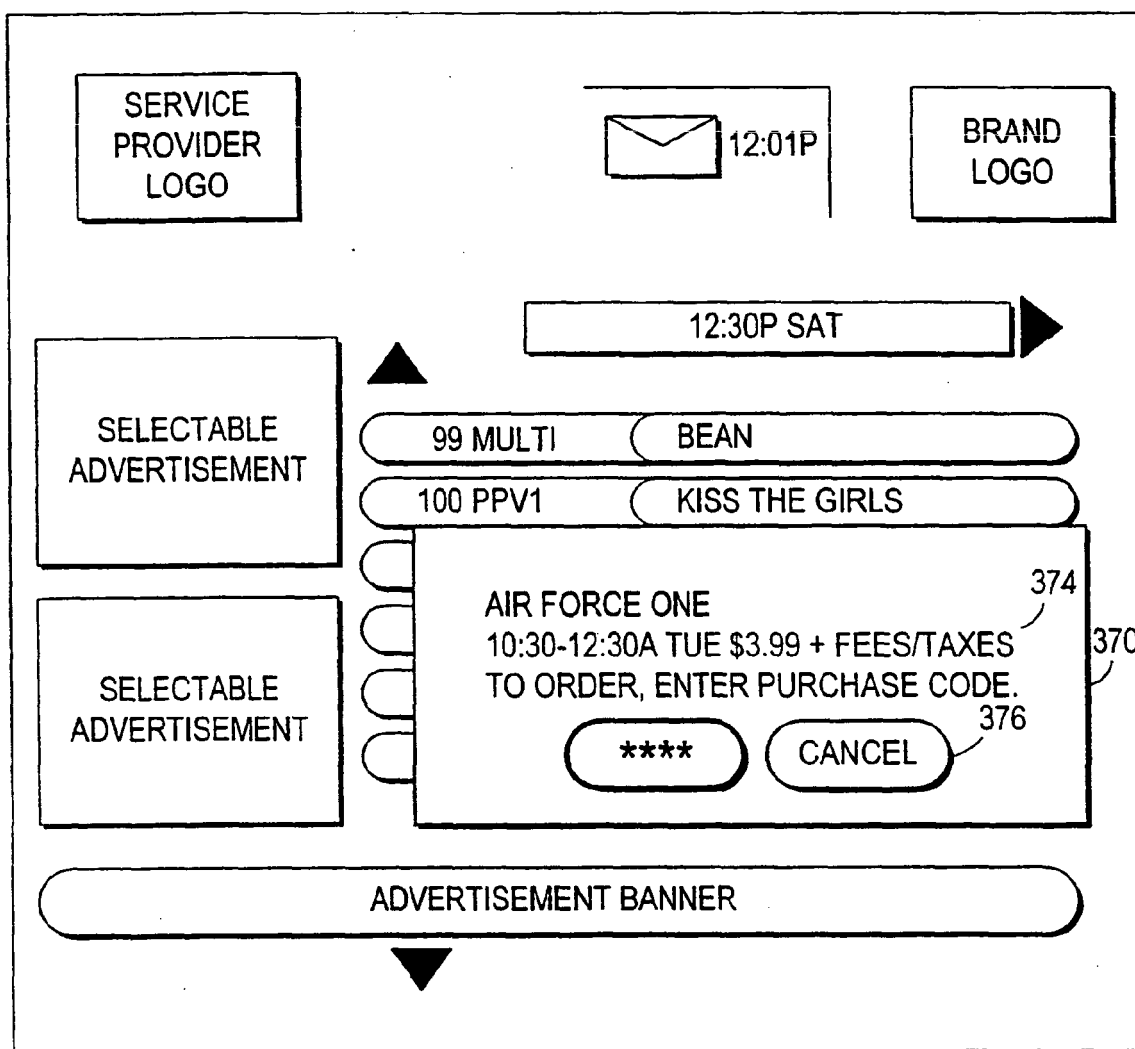 SERVICE
PROVIDER
LOGO
12:01P
BRAND
LOGO
12:30P SAT
SELECTABLE
ADVERTISEMENT
99 MULTI BEAN
100 PPV1 KISS THE GIRLS
374
AIR FORCE ONE
10:30-12:30A TUE $3.99 + FEES/TAXES
370
TO ORDER, ENTER PURCHASE CODE.
376
**** CANCEL
SELECTABLE
ADVERTISEMENT
ADVERTISEMENT BANNER